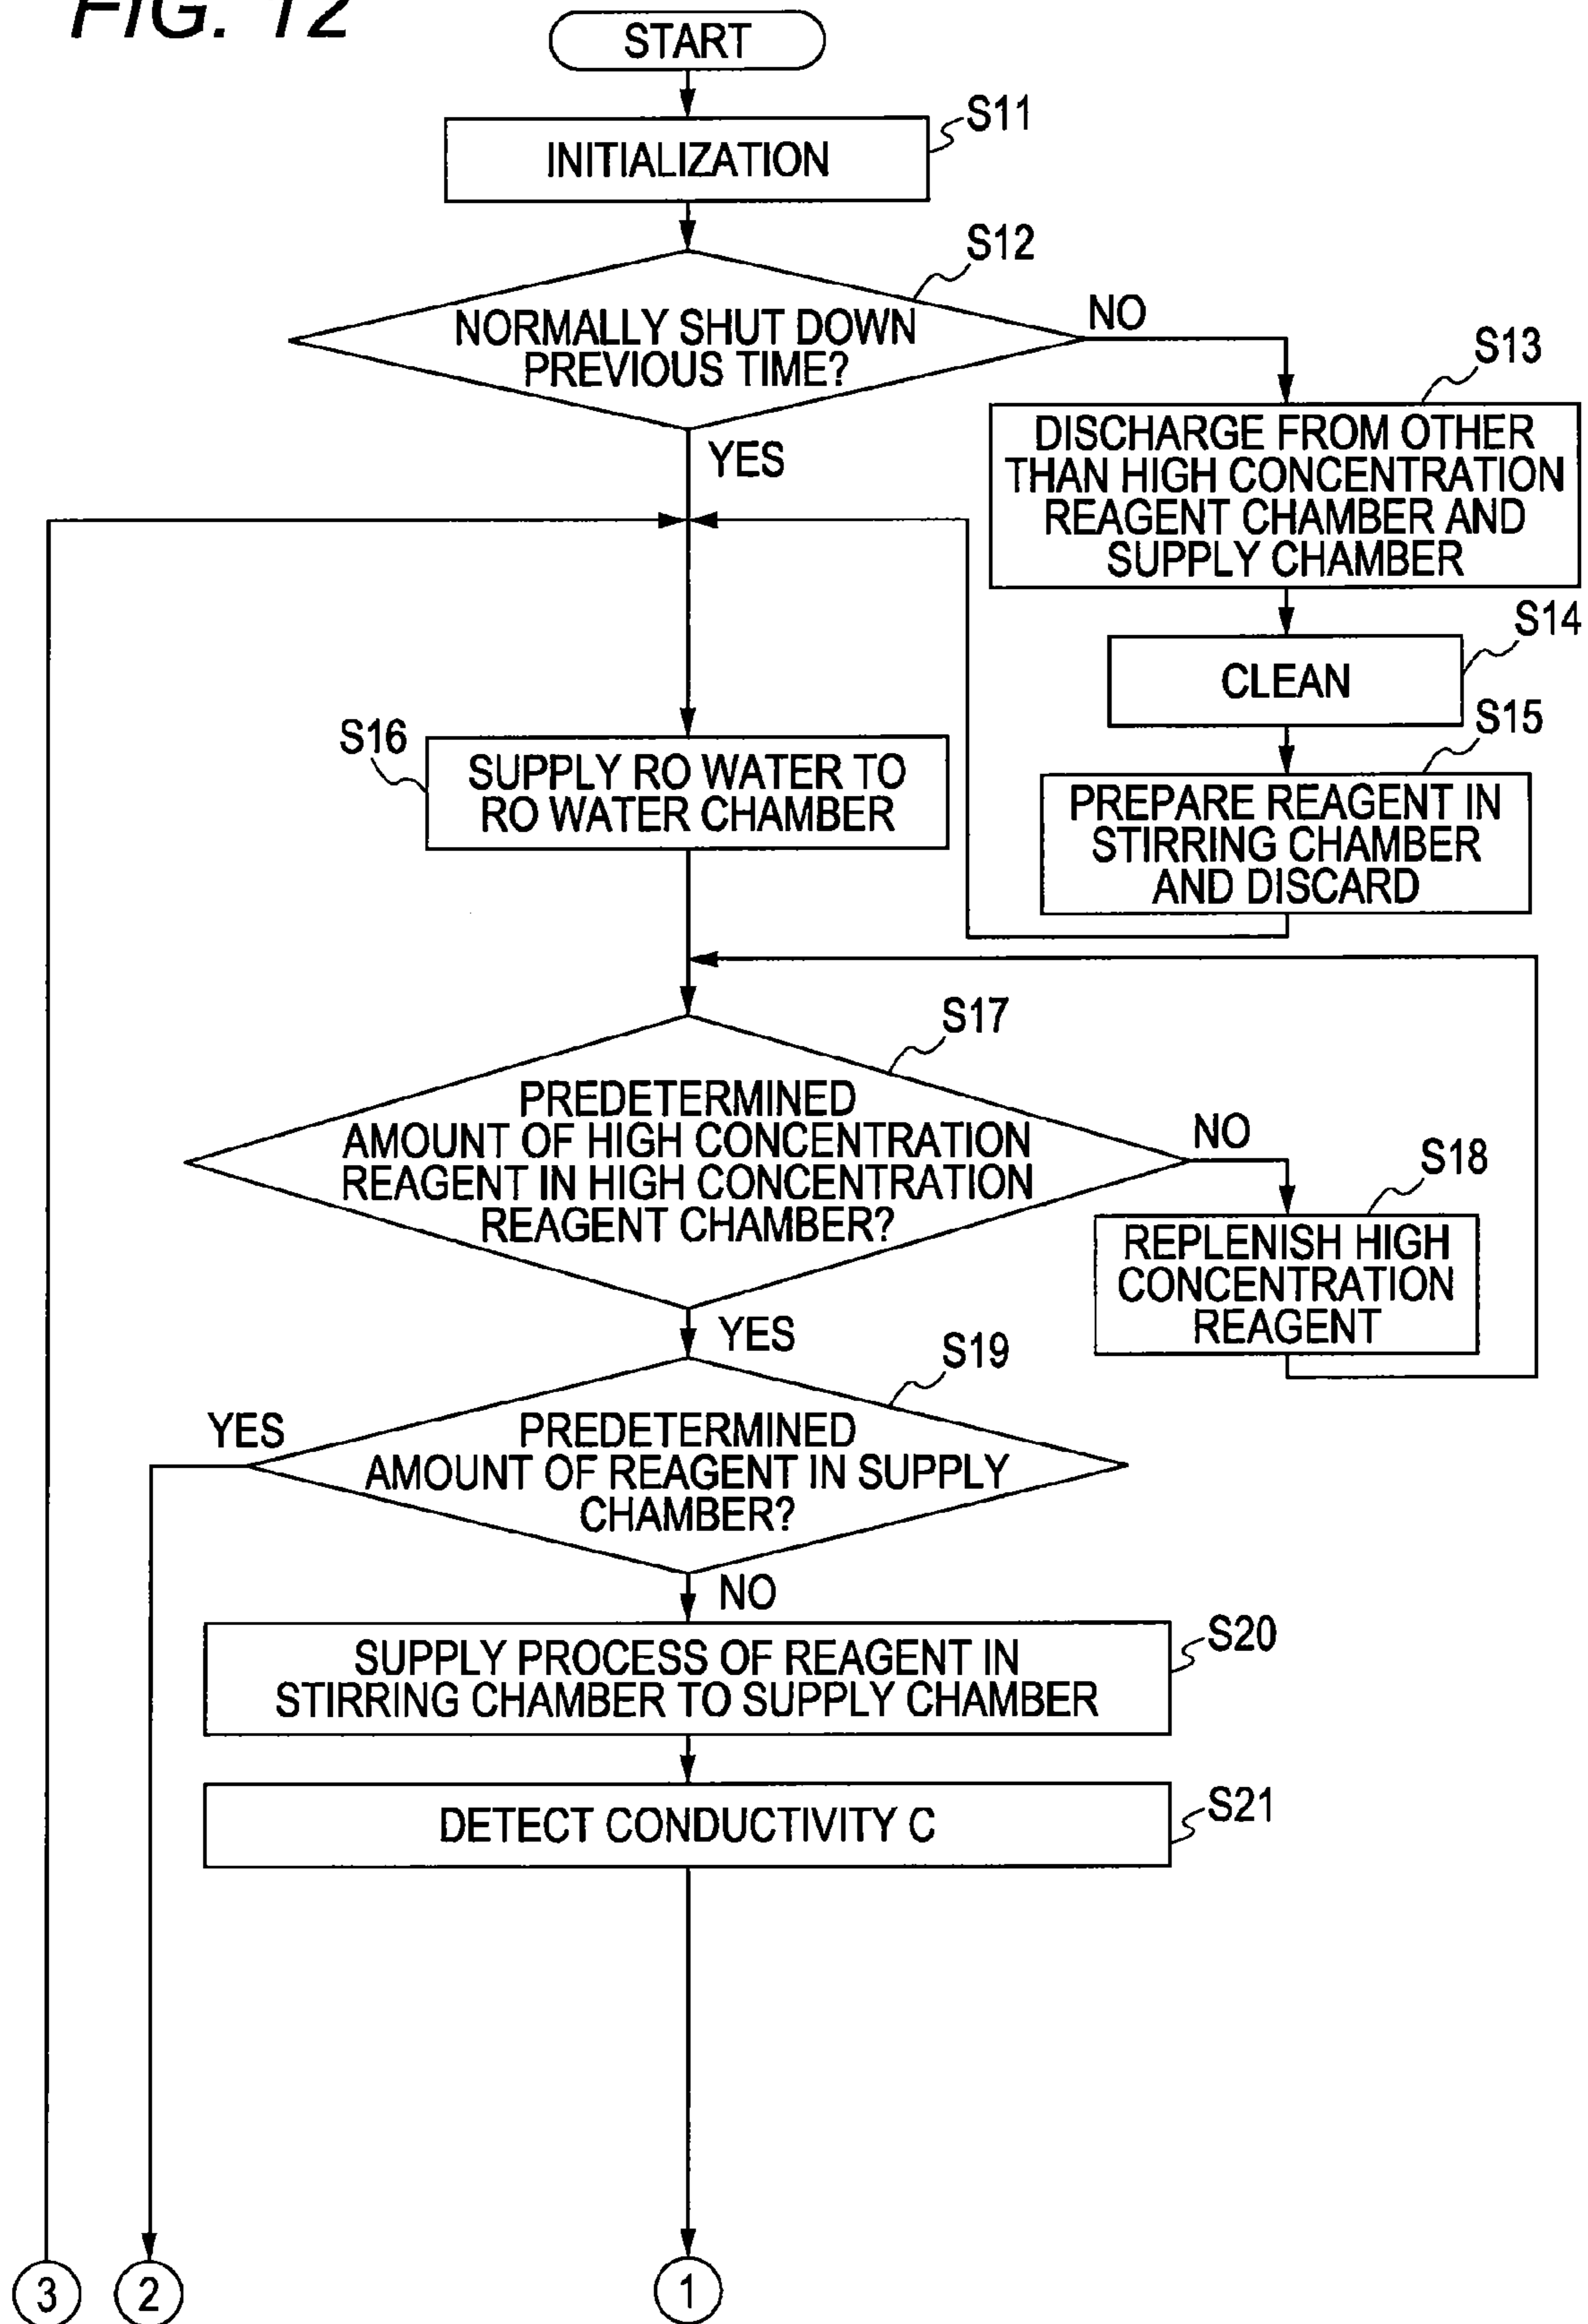 FIG. 12
START
S11
INITIALIZATION
S12
NORMALLY SHUT DOWN
PREVIOUS TIME?
NO
YES
S13
DISCHARGE FROM OTHER
THAN HIGH CONCENTRATION
REAGENT CHAMBER AND
SUPPLY CHAMBER
S14
CLEAN
S15
PREPARE REAGENT IN
STIRRING CHAMBER
AND DISCARD
S16
SUPPLY RO WATER TO
RO WATER CHAMBER
S17
PREDETERMINED
AMOUNT OF HIGH CONCENTRATION
REAGENT IN HIGH CONCENTRATION
REAGENT CHAMBER?
NO
YES
S18
REPLENISH HIGH
CONCENTRATION
REAGENT
S19
YES
PREDETERMINED
AMOUNT OF REAGENT IN SUPPLY
CHAMBER?
NO
S20
SUPPLY PROCESS OF REAGENT IN
STIRRING CHAMBER TO SUPPLY CHAMBER
S21
DETECT CONDUCTIVITY C
3
2
1